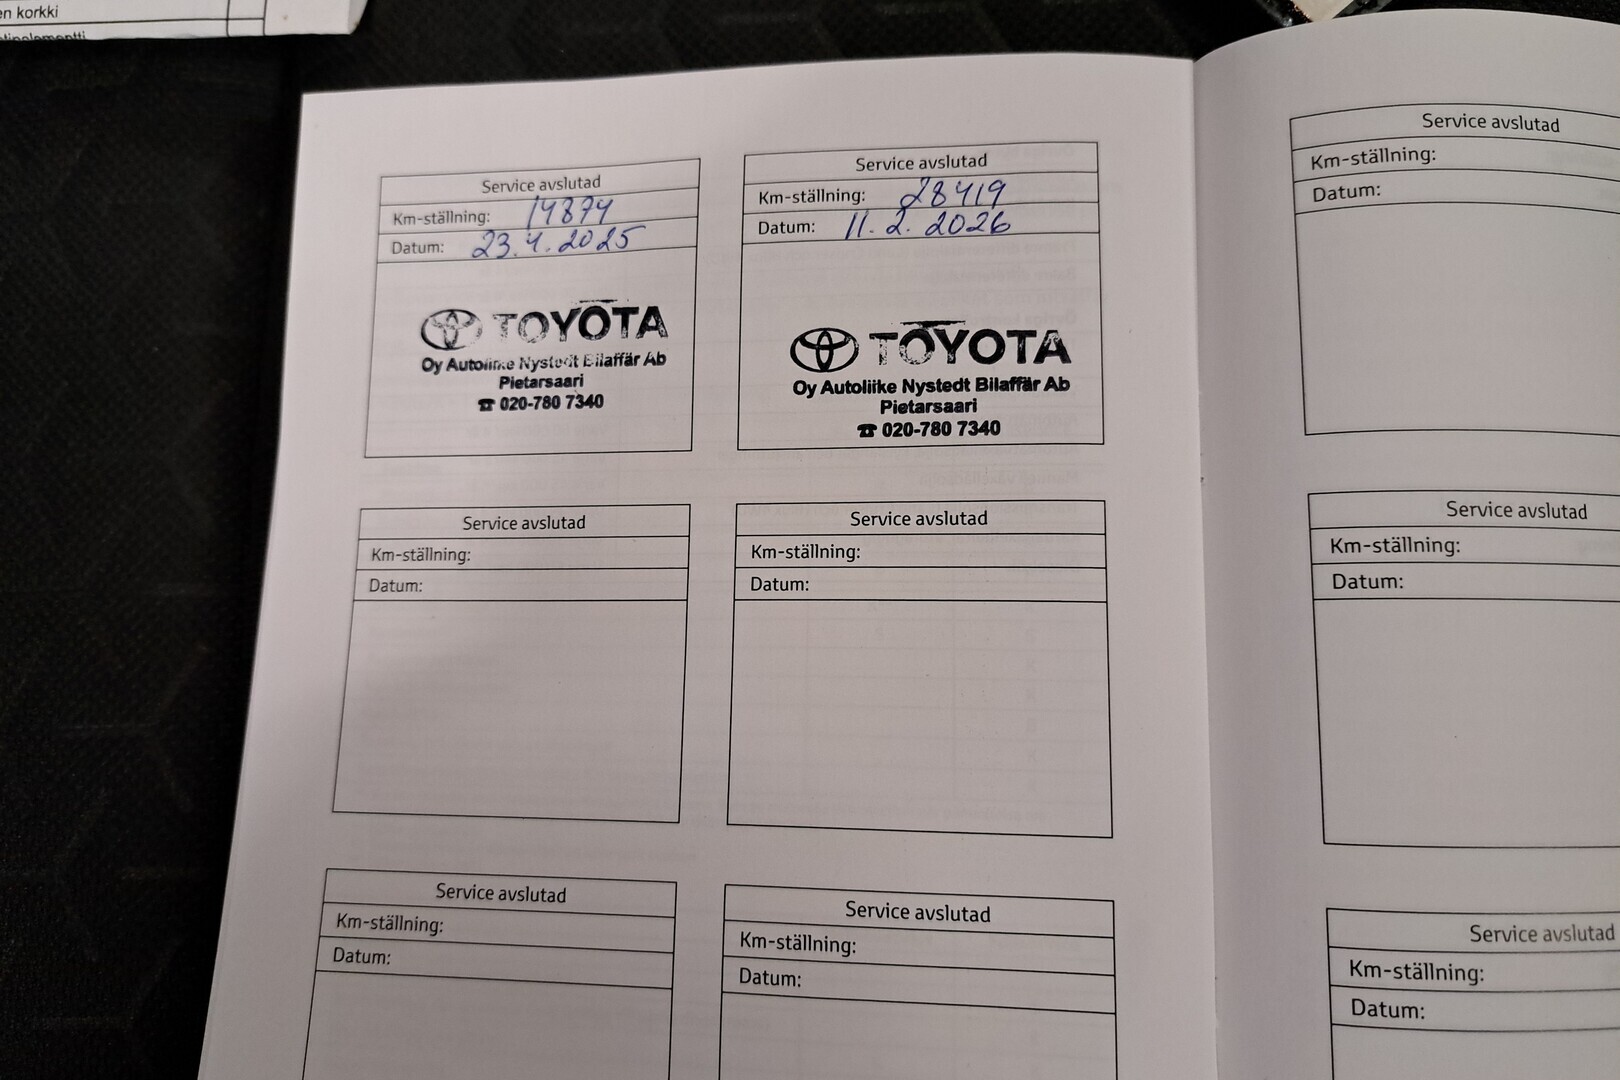 en korkki
Service avslutad
Km-ställning: 14874
Datum: 23.4.2025
TOYOTA
Oy Autoliike Nystedt Bilaffär Ab
Pietarsaari
☎ 020-780 7340
Service avslutad
Km-ställning: 28419
Datum: 11.2.2026
TOYOTA
Oy Autoliike Nystedt Bilaffär Ab
Pietarsaari
☎ 020-780 7340
Service avslutad
Km-ställning:
Datum:
Service avslutad
Km-ställning:
Datum:
Service avslutad
Km-ställning:
Datum:
Service avslutad
Km-ställning:
Datum:
Service avslutad
Km-ställning:
Datum:
Service avslutad
Km-ställning:
Datum:
Service avslutad
Km-ställning:
Datum: